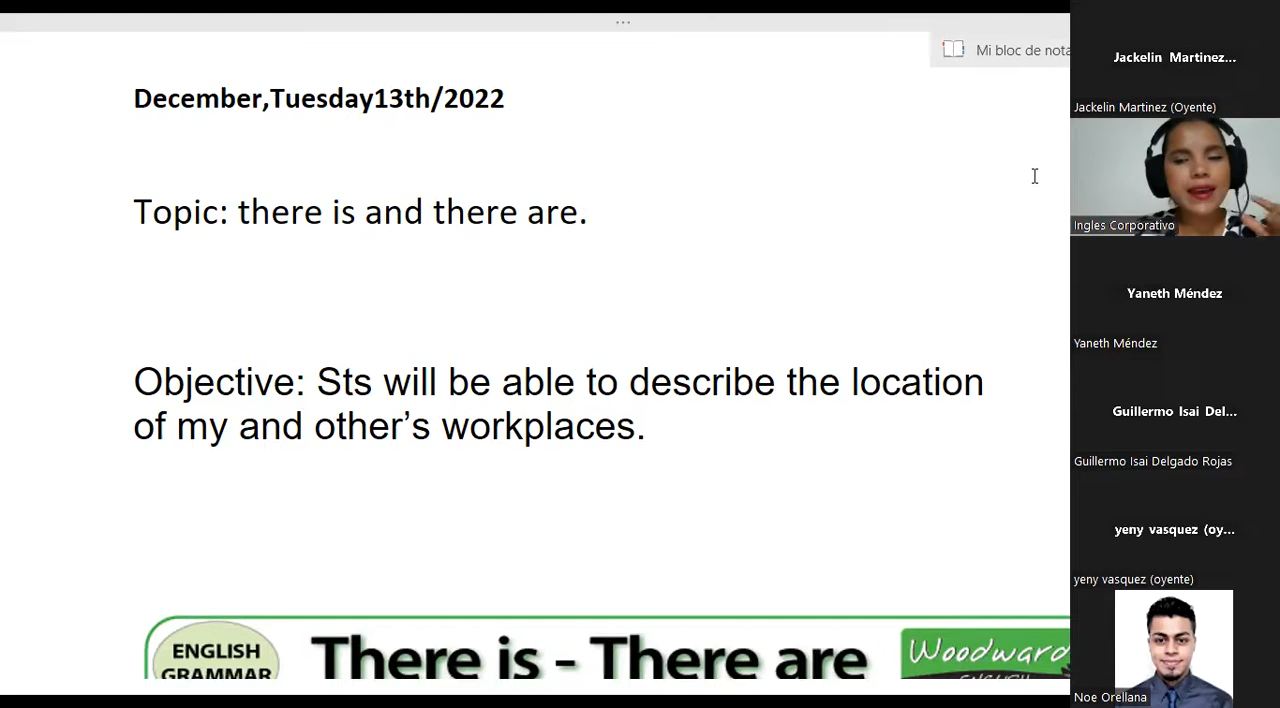 ...
Mi bloc de nota
December,Tuesday13th/2022
Topic: there is and there are.
Objective: Sts will be able to describe the location
of my and other's workplaces.
ENGLISH
GRAMMAR
There is - There are
Woodward
ENGLISH
Jackelin Martinez...
Jackelin Martinez (Oyente)
Ingles Corporativo
Yaneth Méndez
Yaneth Méndez
Guillermo Isai Del...
Guillermo Isai Delgado Rojas
yeny vasquez (oy...
yeny vasquez (oyente)
Noe Orellana